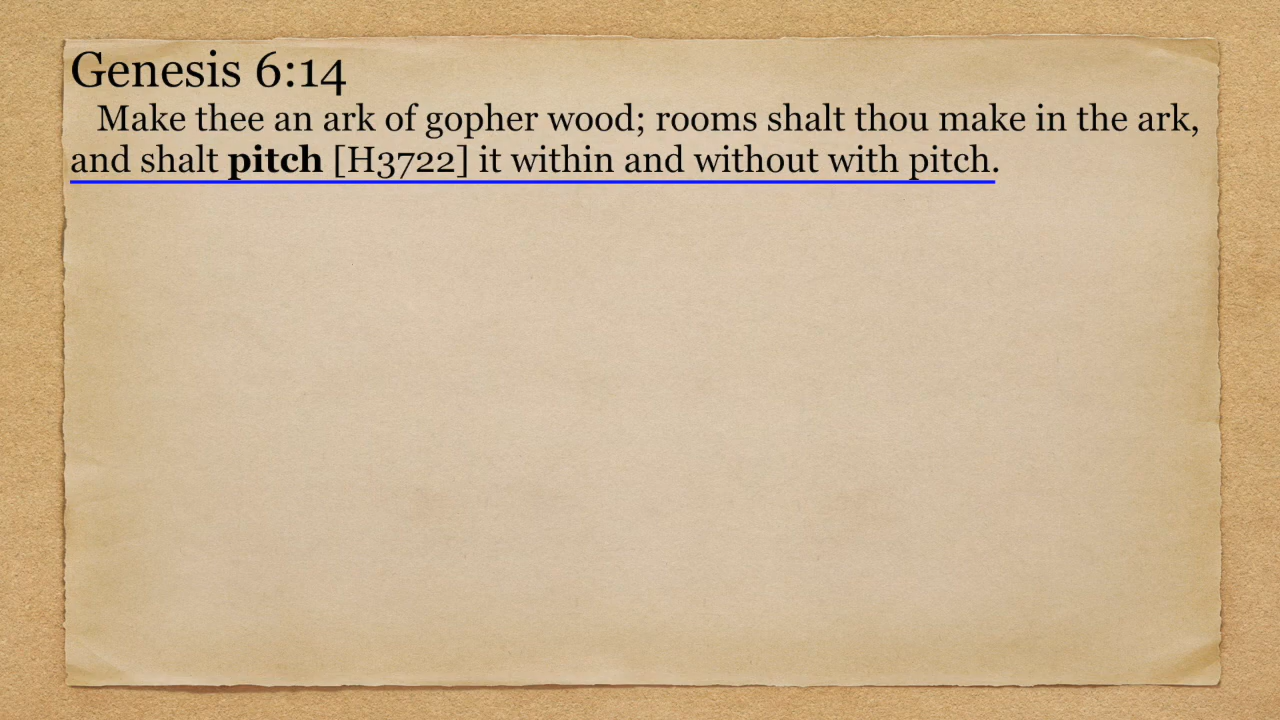 Genesis 6:14
Make thee an ark of gopher wood; rooms shalt thou make in the ark,
and shalt pitch [H3722] it within and without with pitch.